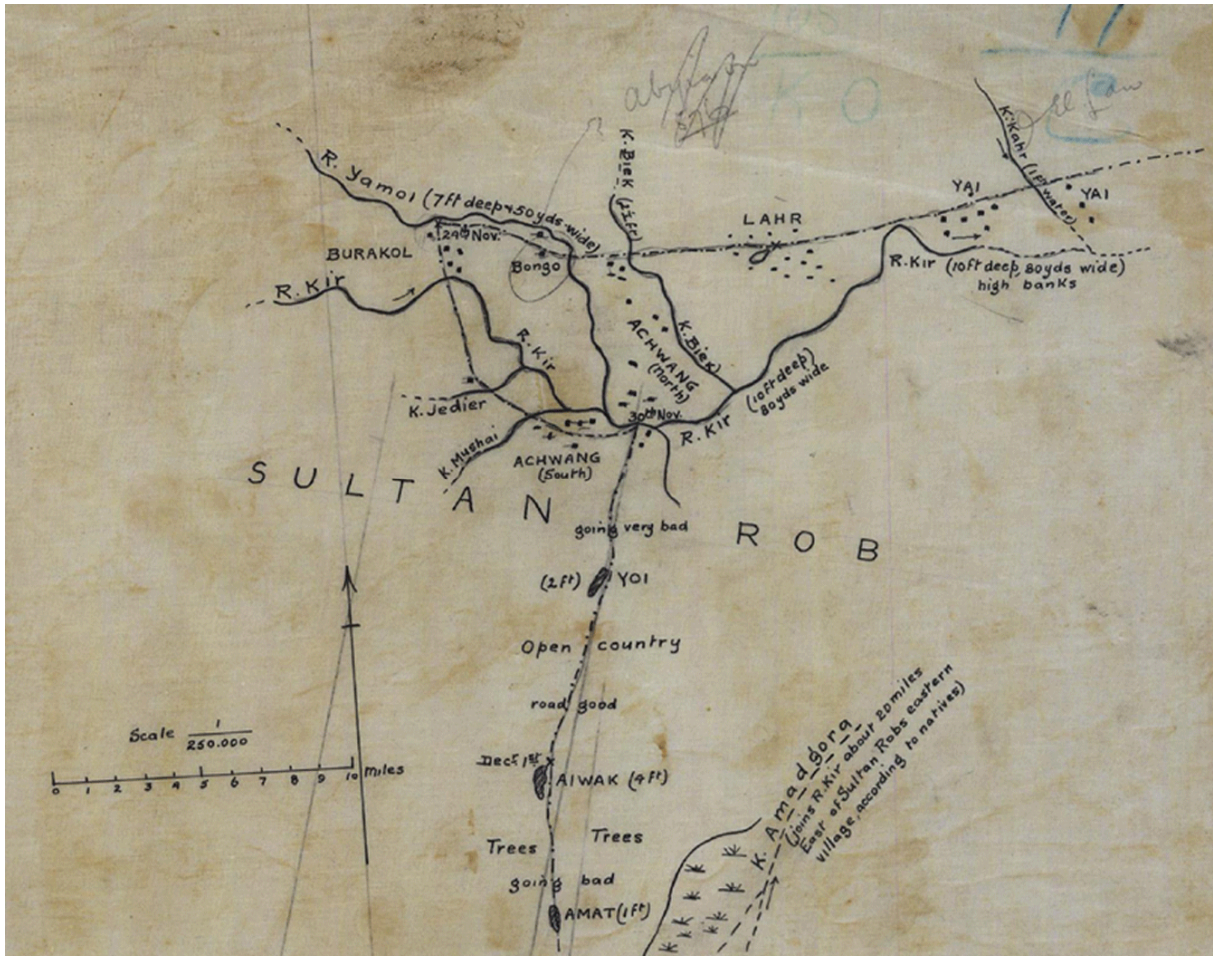 17
K O
K. Kahr (1ft water)
K. Biek (2½ft)
R. Yamoi (7ft deep & 50yds wide)
YAI
YAI
LAHR
24th Nov.
BURAKOL
Bongo
R. Kir
R. Kir (10ft deep, 80yds wide)
high banks
R. Kir
K. Biek
ACHWANG
(North)
(10ft deep)
80yds wide
K. Jedier
30th Nov.
R. Kir
K. Mushai
ACHWANG
(South)
SULTAN ROB
going very bad
(2ft) YOI
Open country
road good
Scale 1
250.000
0 1 2 3 4 5 6 7 8 9 10 miles
Decr. 1st
AIWAK (4ft)
K. Amadgora
(joins R. Kir about 20 miles
East of Sultan Robs eastern
village, according to natives)
Trees Trees
going bad
AMAT (1ft)